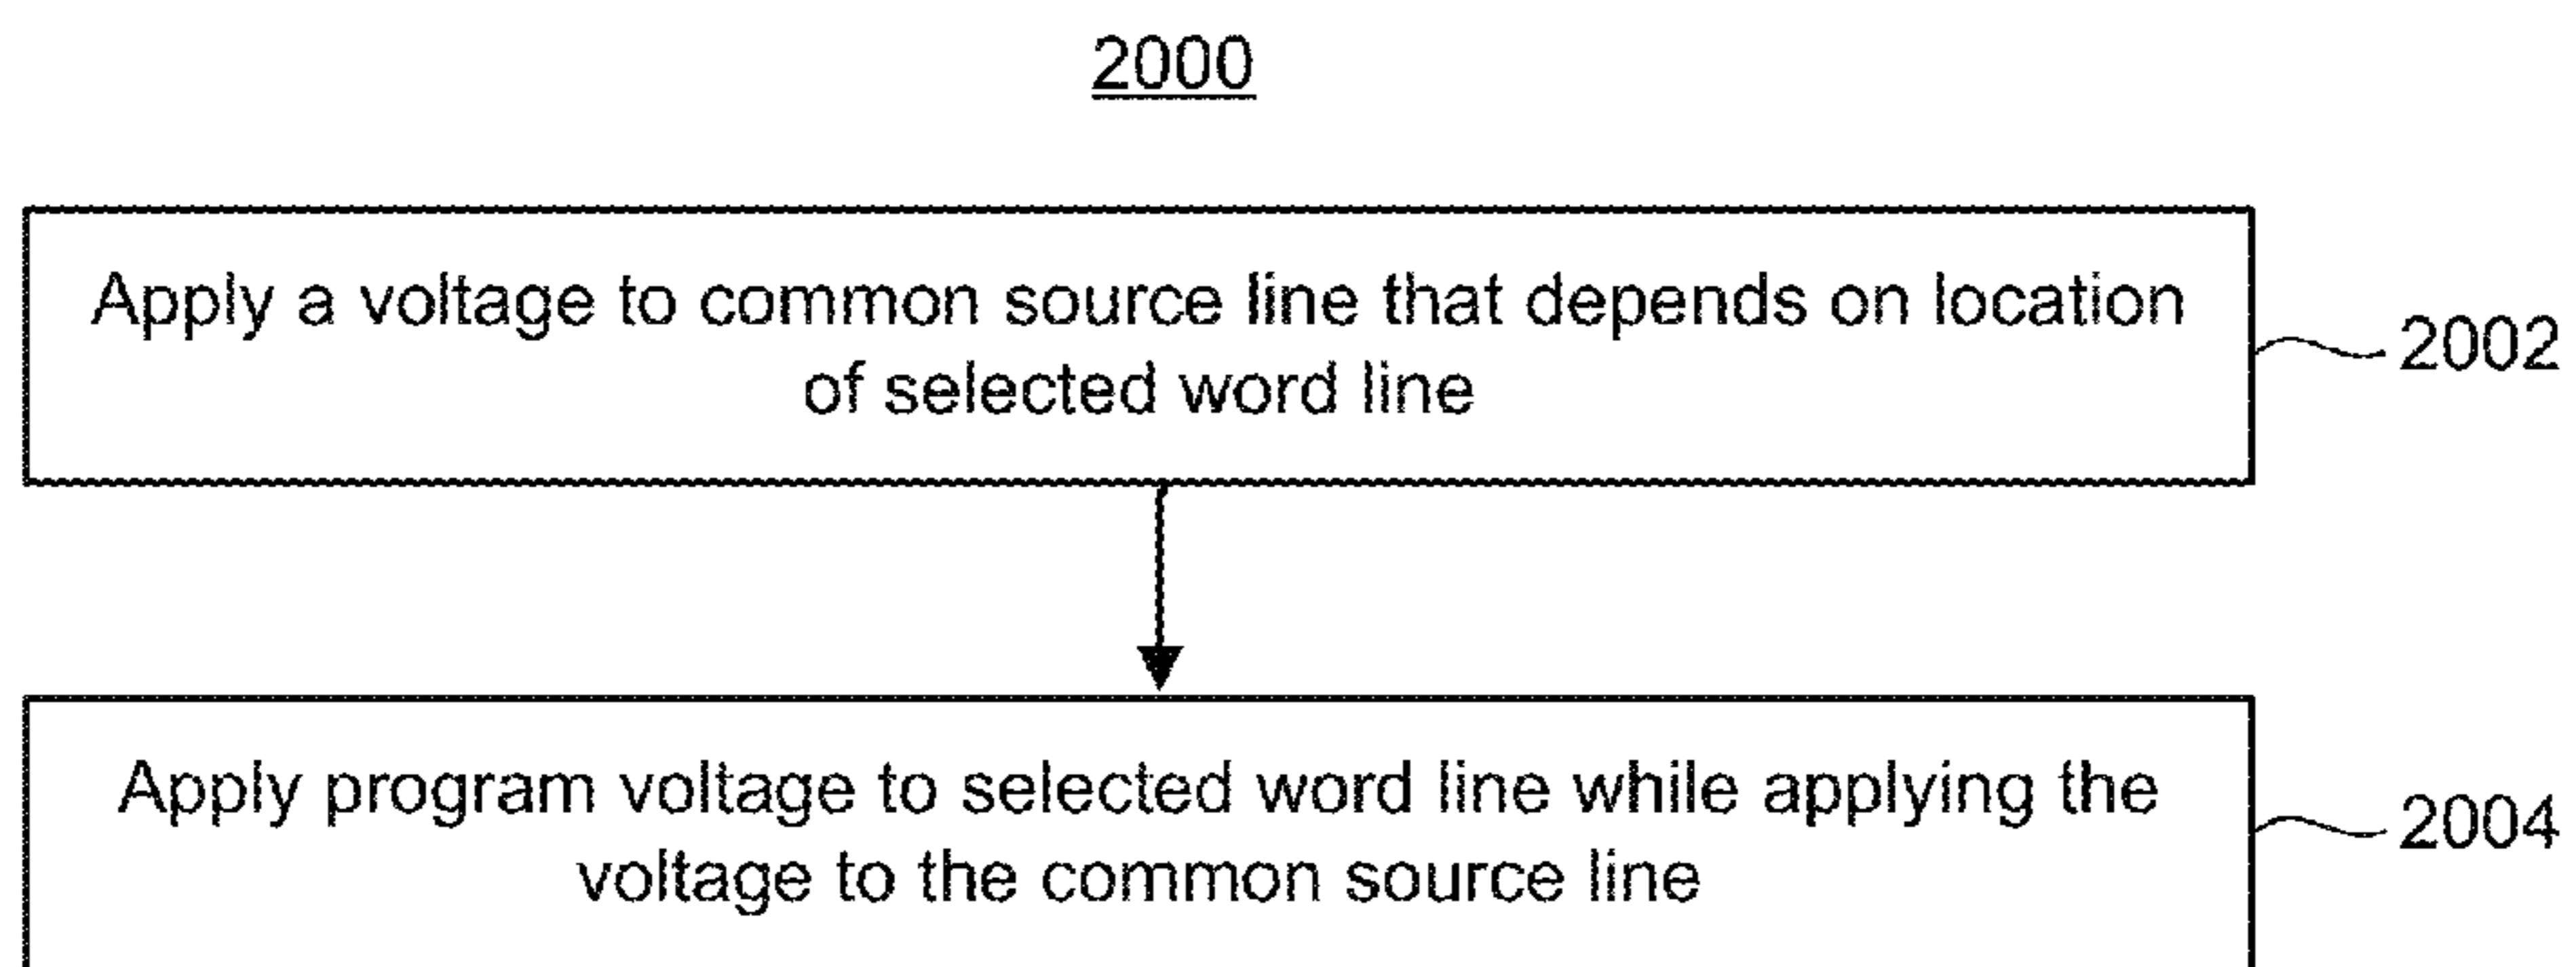 2000
Apply a voltage to common source line that depends on location
of selected word line
2002
Apply program voltage to selected word line while applying the
voltage to the common source line
2004